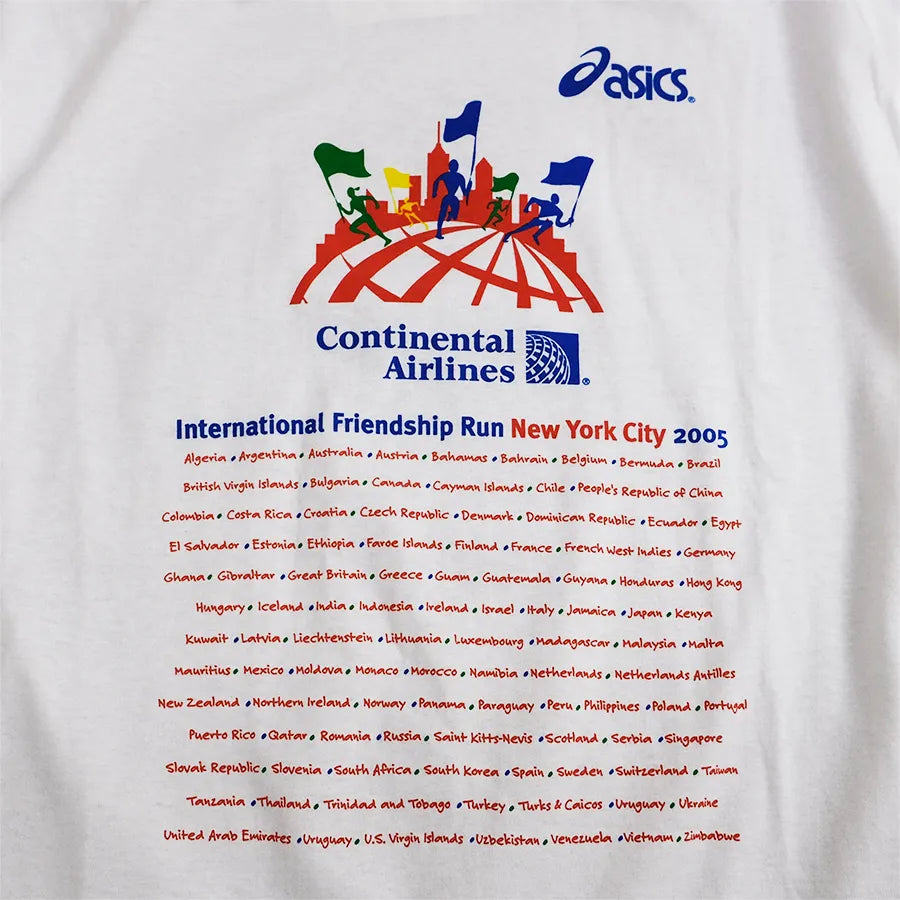 asics®
Continental
Airlines®
International Friendship Run New York City 2005
Algeria • Argentina • Australia • Austria • Bahamas • Bahrain • Belgium • Bermuda • Brazil
British Virgin Islands • Bulgaria • Canada • Cayman Islands • Chile • People's Republic of China
Colombia • Costa Rica • Croatia • Czech Republic • Denmark • Dominican Republic • Ecuador • Egypt
El Salvador • Estonia • Ethiopia • Faroe Islands • Finland • France • French West Indies • Germany
Ghana • Gibraltar • Great Britain • Greece • Guam • Guatemala • Guyana • Honduras • Hong Kong
Hungary • Iceland • India • Indonesia • Ireland • Israel • Italy • Jamaica • Japan • Kenya
Kuwait • Latvia • Liechtenstein • Lithuania • Luxembourg • Madagascar • Malaysia • Malta
Mauritius • Mexico • Moldova • Monaco • Morocco • Namibia • Netherlands • Netherlands Antilles
New Zealand • Northern Ireland • Norway • Panama • Paraguay • Peru • Philippines • Poland • Portugal
Puerto Rico • Qatar • Romania • Russia • Saint Kitts-Nevis • Scotland • Serbia • Singapore
Slovak Republic • Slovenia • South Africa • South Korea • Spain • Sweden • Switzerland • Taiwan
Tanzania • Thailand • Trinidad and Tobago • Turkey • Turks & Caicos • Uruguay • Ukraine
United Arab Emirates • Uruguay • U.S. Virgin Islands • Uzbekistan • Venezuela • Vietnam • Zimbabwe